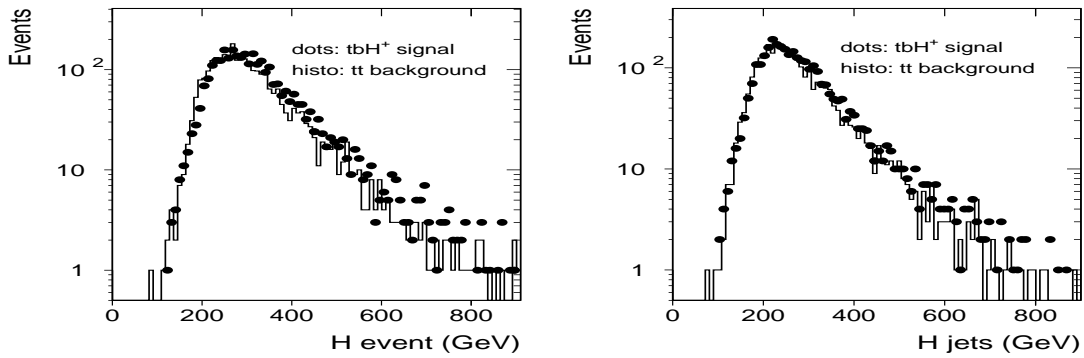 Events
dots: tbH+ signal
histo: tt background
10 2
10
1
0 200 400 600 800
H event (GeV)
Events
dots: tbH+ signal
histo: tt background
10 2
10
1
0 200 400 600 800
H jets (GeV)